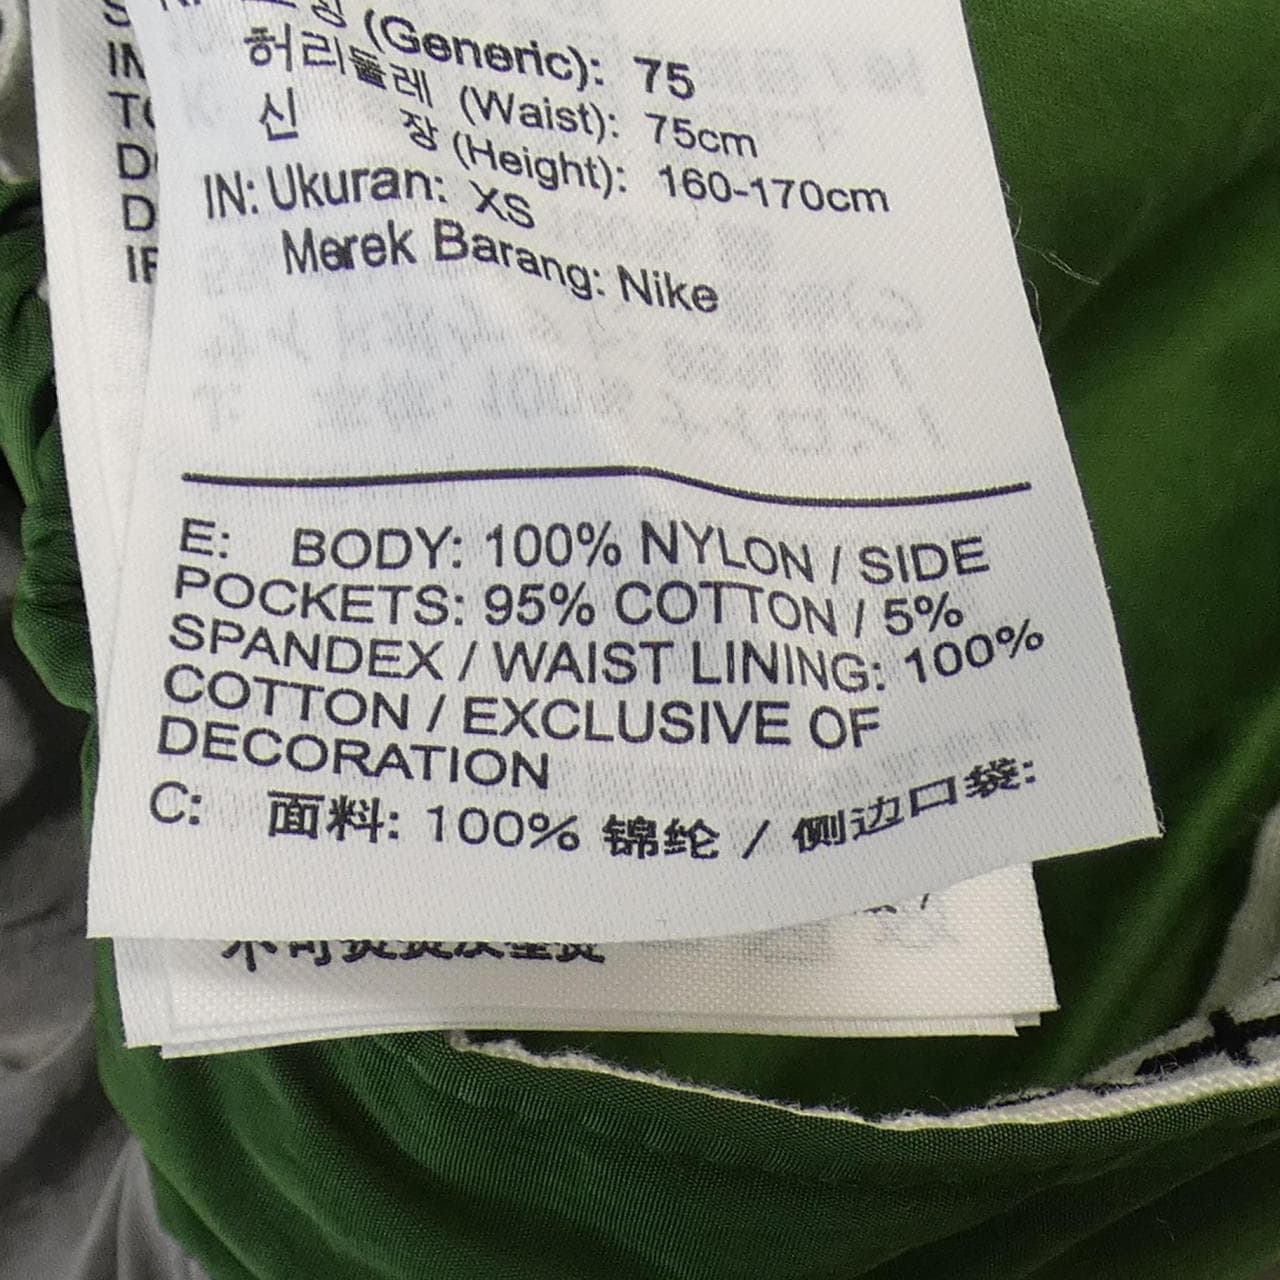 (Generic): 75
허리둘레 (Waist): 75cm
신 장 (Height): 160-170cm
IN: Ukuran: XS
Merek Barang: Nike
E: BODY: 100% NYLON / SIDE
POCKETS: 95% COTTON / 5%
SPANDEX / WAIST LINING: 100%
COTTON / EXCLUSIVE OF
DECORATION
C: 面料: 100% 锦纶 / 侧边口袋: